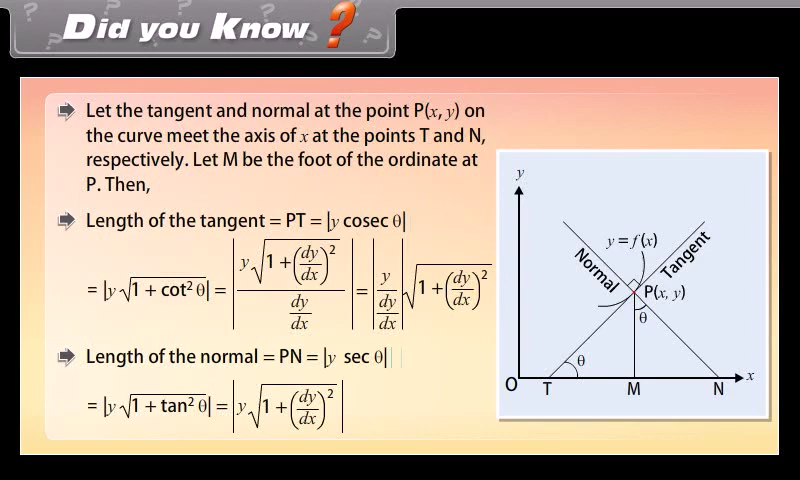 Did you Know ?
Let the tangent and normal at the point P(x, y) on
the curve meet the axis of x at the points T and N,
respectively. Let M be the foot of the ordinate at
P. Then,
Length of the tangent = PT = |y cosec θ|
= |y√(1 + cot² θ)| = |y√(1 + (dy/dx)²) / (dy/dx)| = |y / (dy/dx)| √(1 + (dy/dx)²)
Length of the normal = PN = |y sec θ|
= |y√(1 + tan² θ)| = |y√(1 + (dy/dx)²)|
y
y = f(x)
Normal
Tangent
P(x, y)
θ
θ
O
T
M
N
x